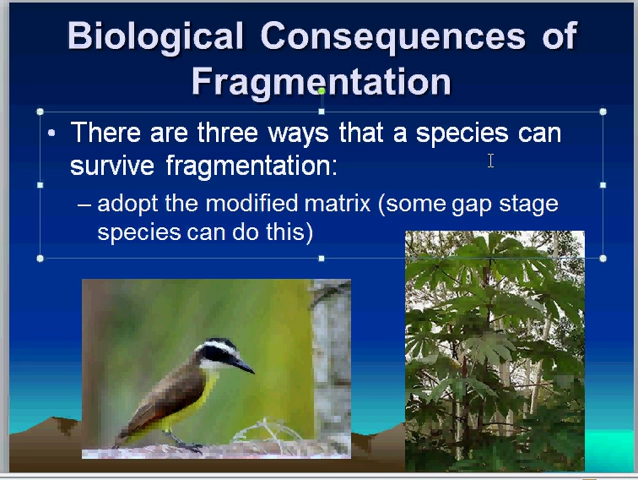 Biological Consequences of
Fragmentation
• There are three ways that a species can
survive fragmentation:
– adopt the modified matrix (some gap stage
species can do this)